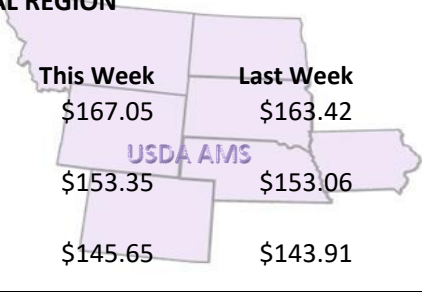 AL REGION
This Week Last Week
$167.05 $163.42
USDA AMS
$153.35 $153.06
$145.65 $143.91